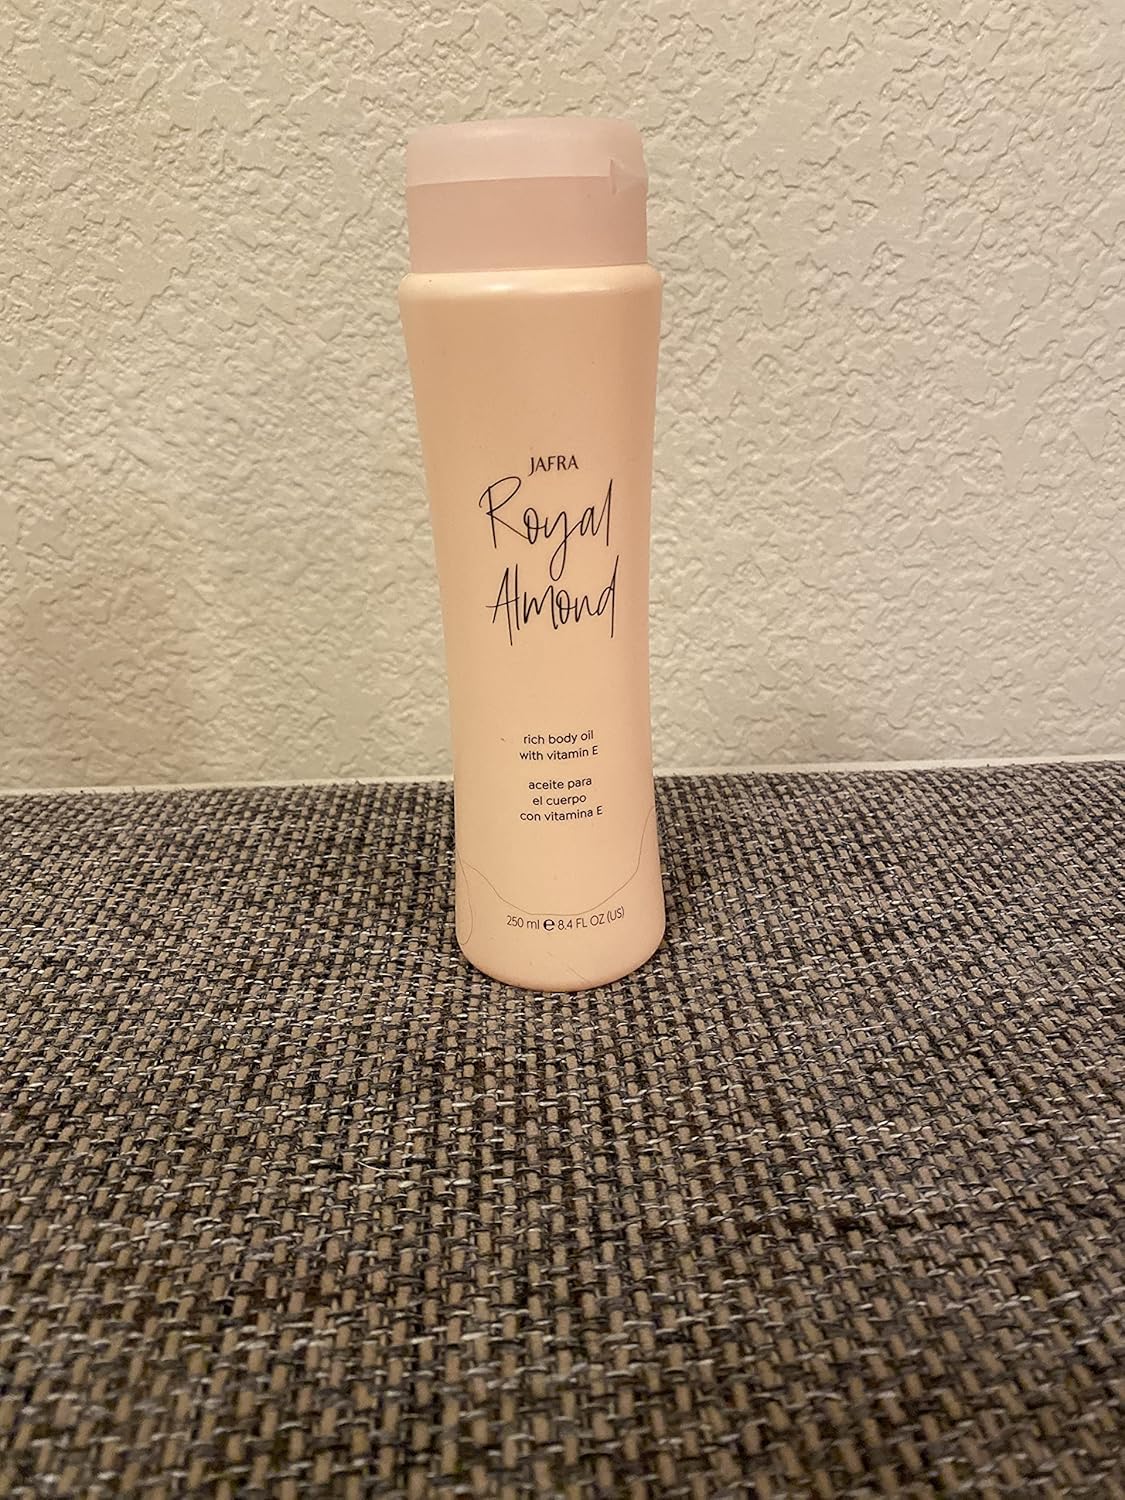 JAFRA
Royal
Almond
rich body oil
with vitamin E
aceite para
el cuerpo
con vitamina E
250 ml e 8.4 FL OZ (US)